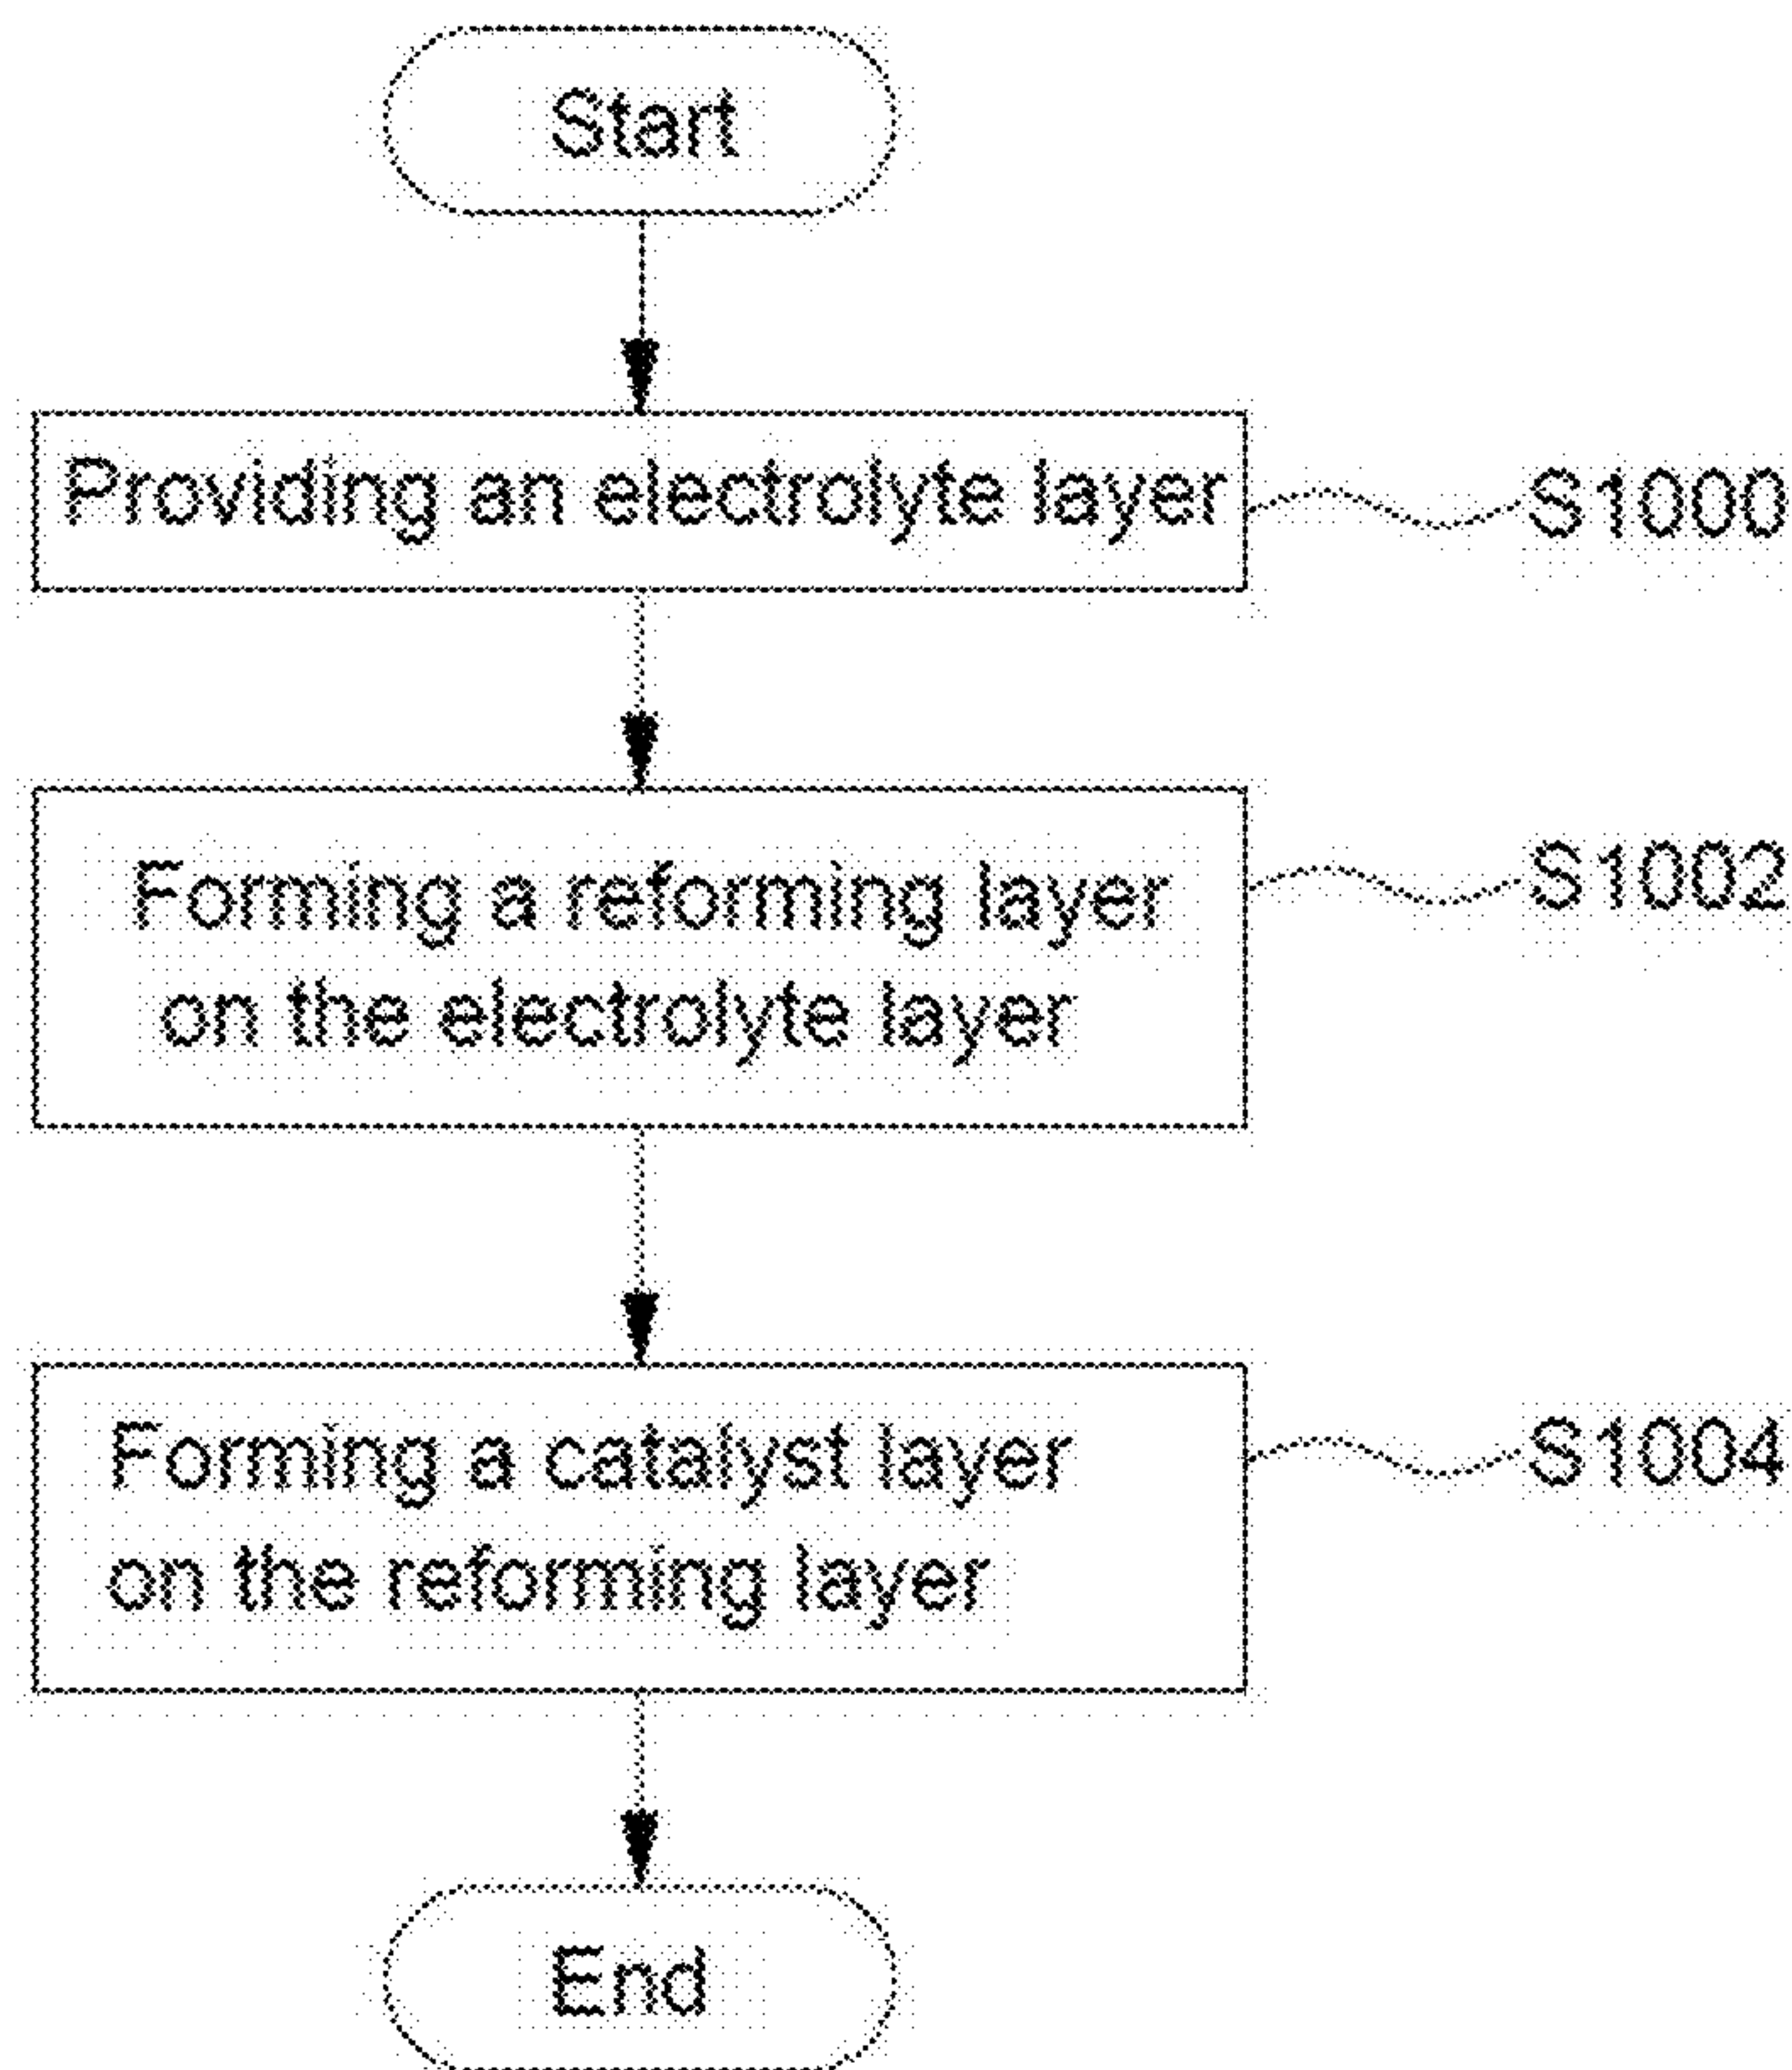 Start
Providing an electrolyte layer
S1000
Forming a reforming layer
on the electrolyte layer
S1002
Forming a catalyst layer
on the reforming layer
S1004
End